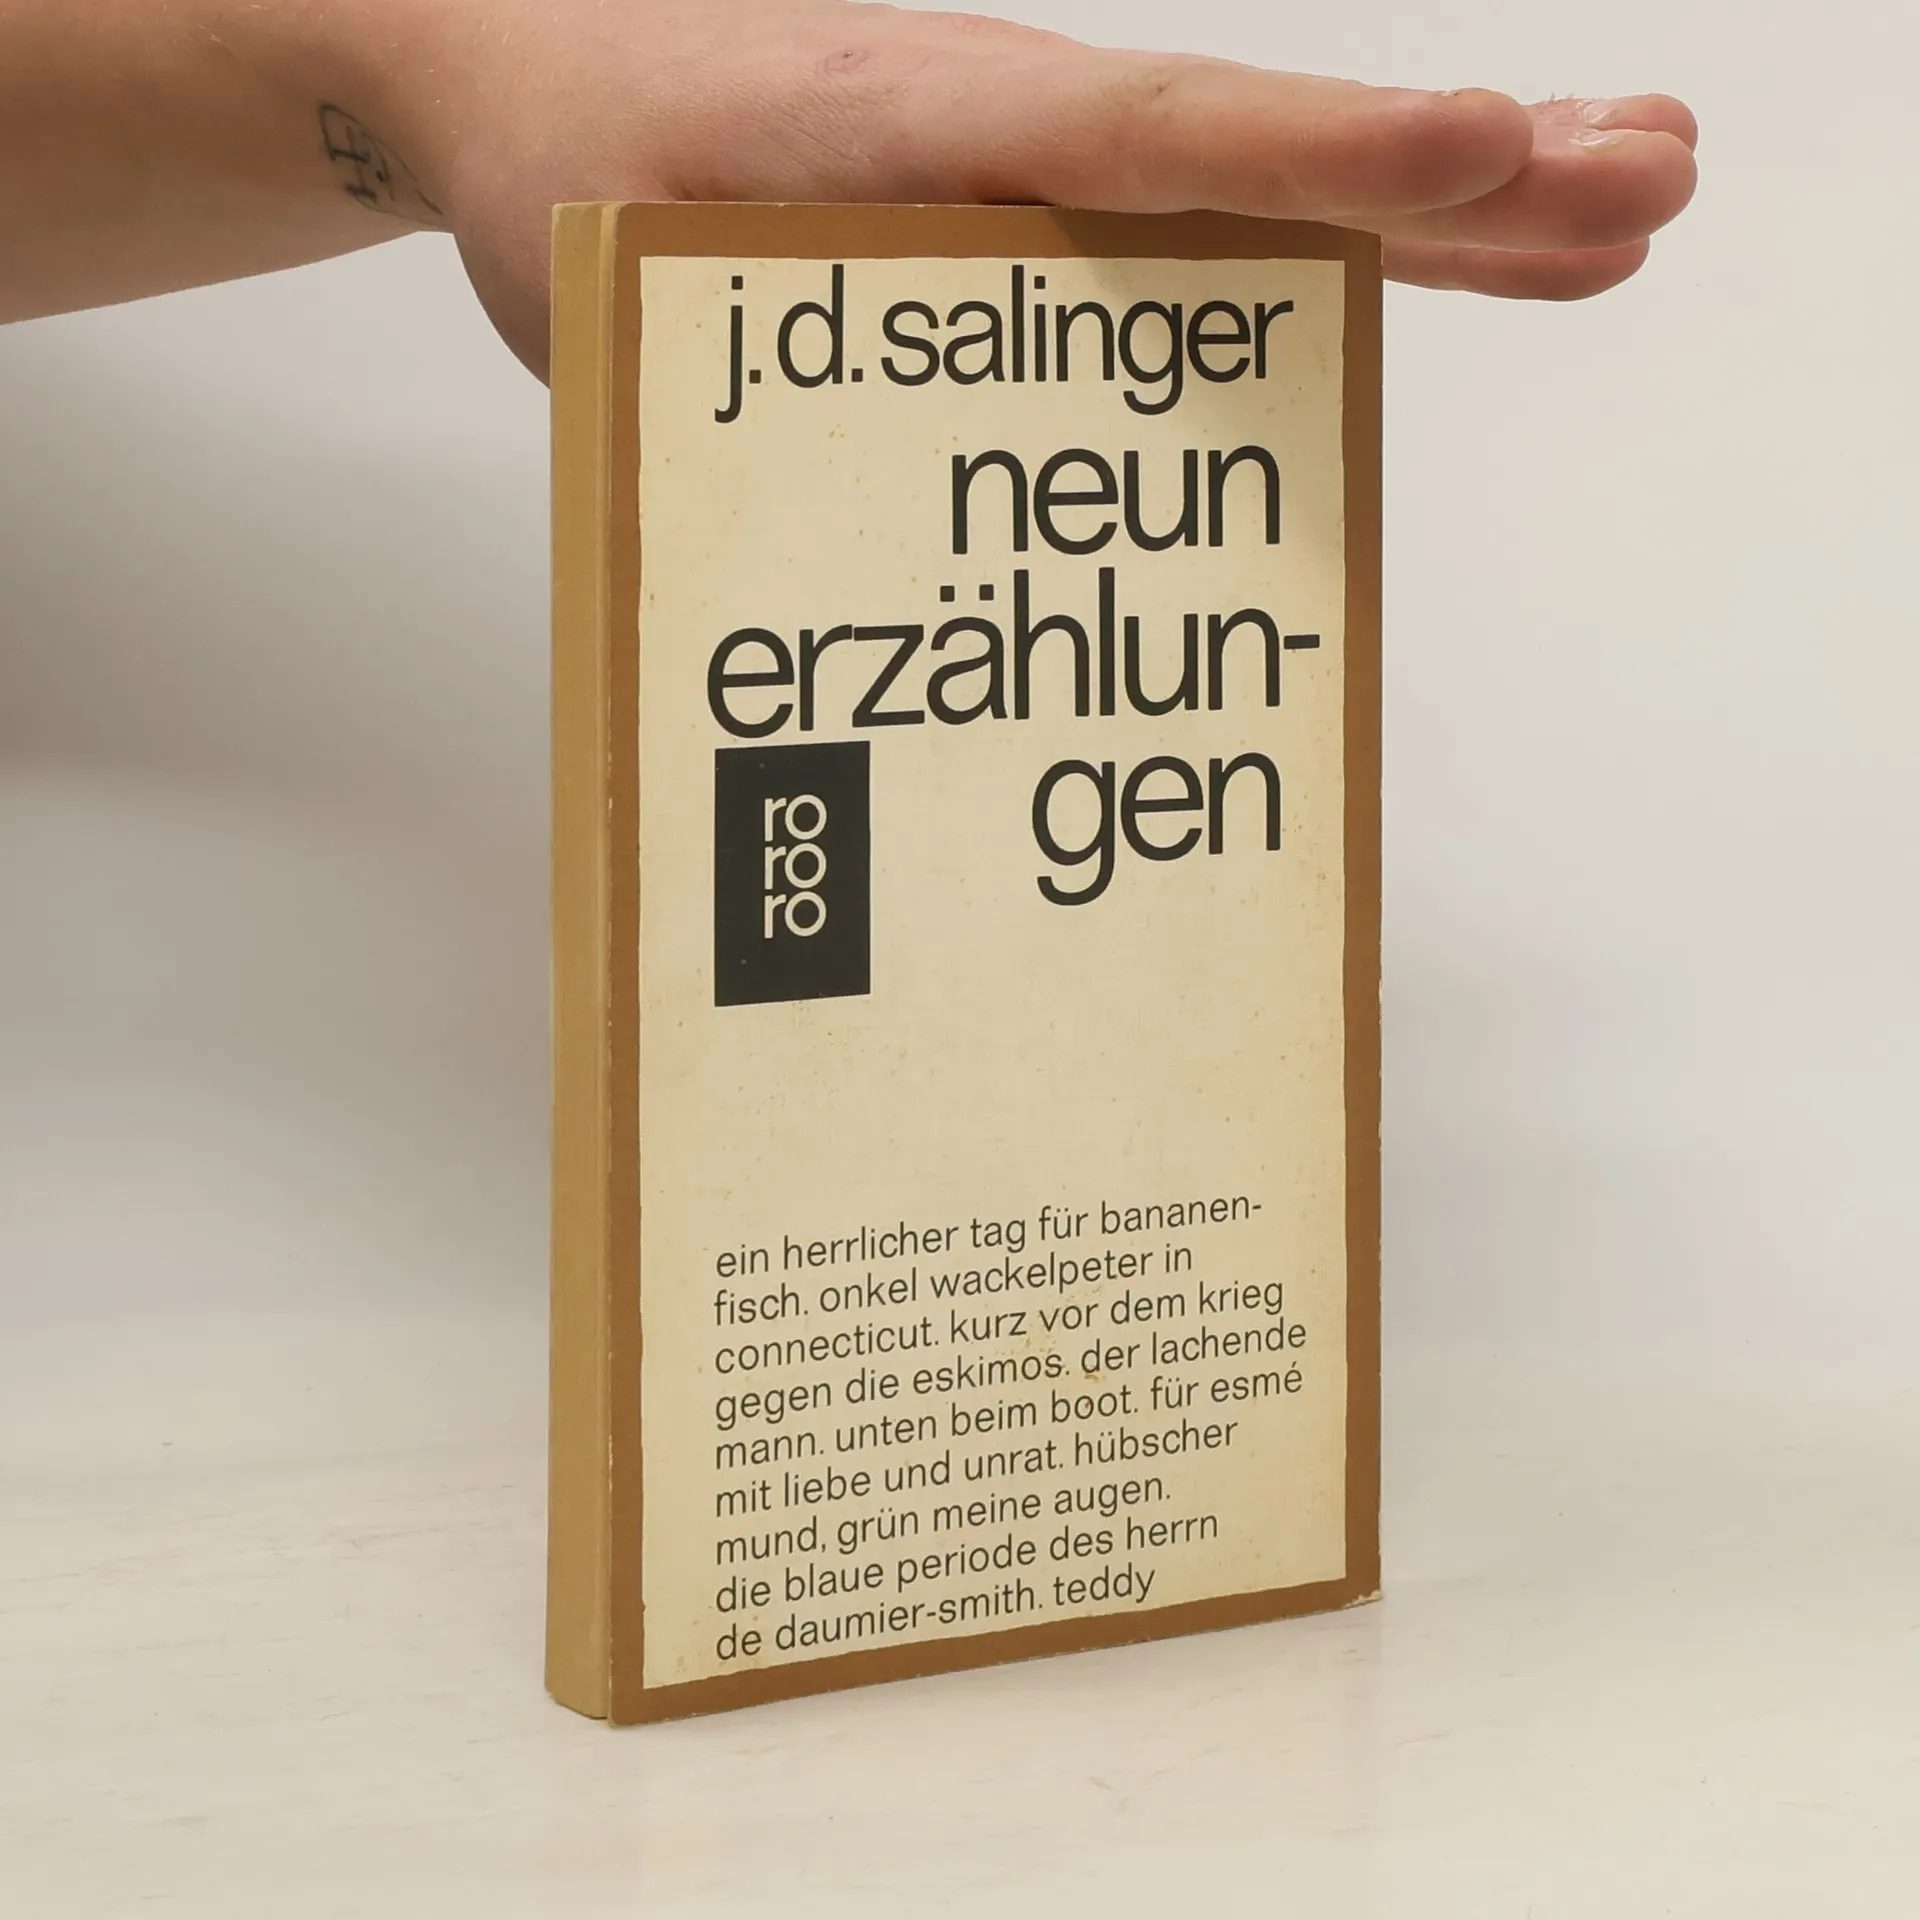 j.d. salinger
neun
erzählun-
gen
ro
ro
ro
ein herrlicher tag für bananen-
fisch. onkel wackelpeter in
connecticut. kurz vor dem krieg
gegen die eskimos. der lachende
mann. unten beim boot. für esmé
mit liebe und unrat. hübscher
mund, grün meine augen.
die blaue periode des herrn
de daumier-smith. teddy